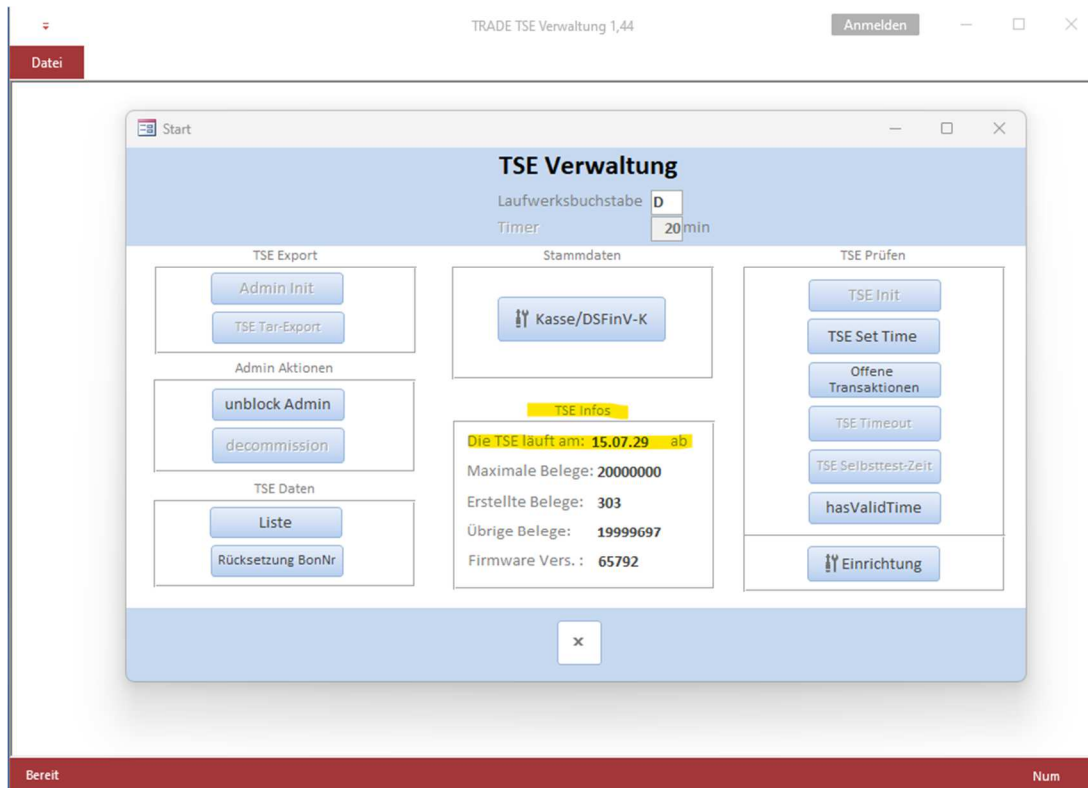 TRADE TSE Verwaltung 1,44
Anmelden
Datei
Start
TSE Verwaltung
Laufwerksbuchstabe D
Timer 20 min
TSE Export
Admin Init
TSE Tar-Export
Admin Aktionen
unblock Admin
decommission
TSE Daten
Liste
Rücksetzung BonNr
Stammdaten
Kasse/DSFinV-K
TSE Infos
Die TSE läuft am: 15.07.29 ab
Maximale Belege: 20000000
Erstellte Belege: 303
Übrige Belege: 19999697
Firmware Vers. : 65792
TSE Prüfen
TSE Init
TSE Set Time
Offene
Transaktionen
TSE Timeout
TSE Selbsttest-Zeit
hasValidTime
Einrichtung
x
Bereit
Num